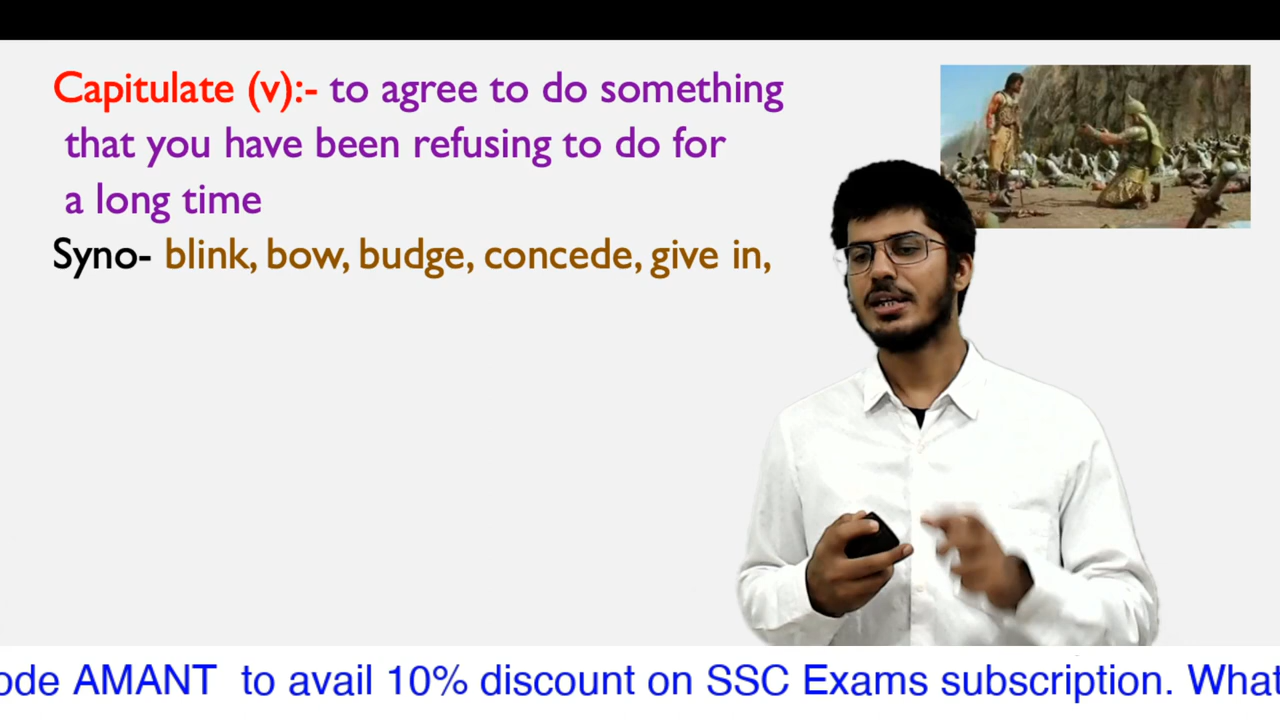 Capitulate (v):- to agree to do something
that you have been refusing to do for
a long time
Syno- blink, bow, budge, concede, give in,
ode AMANT to avail 10% discount on SSC Exams subscription. What